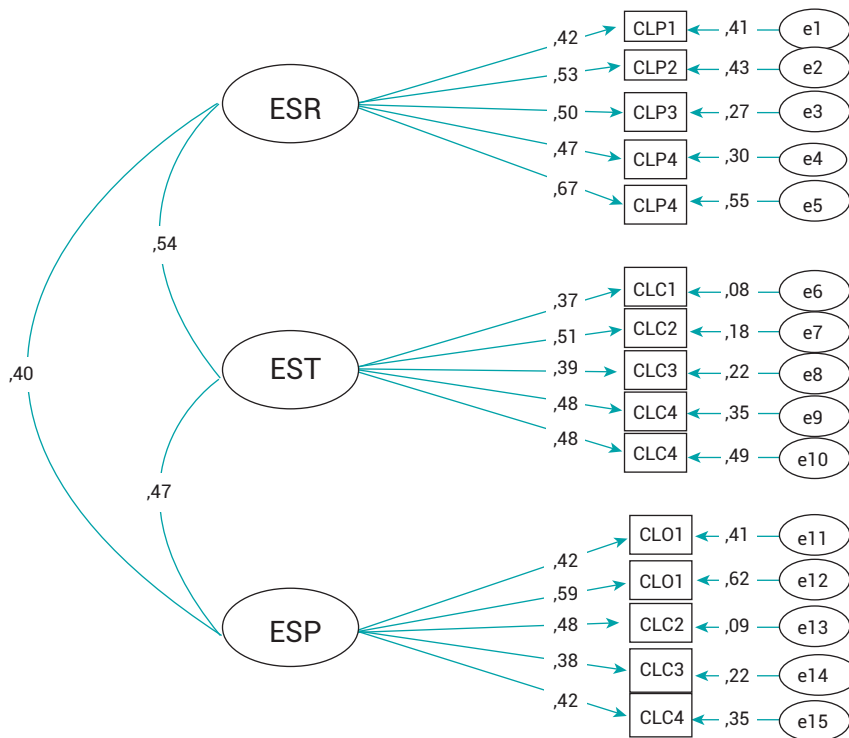 ,42 CLP1 ,41 e1
,53 CLP2 ,43 e2
ESR
,50 CLP3 ,27 e3
,47 CLP4 ,30 e4
,67 CLP4 ,55 e5
,54
,37 CLC1 ,08 e6
,51 CLC2 ,18 e7
EST
,39 CLC3 ,22 e8
,40
,48 CLC4 ,35 e9
,48 CLC4 ,49 e10
,47
,42 CLO1 ,41 e11
,59 CLO1 ,62 e12
ESP
,48 CLC2 ,09 e13
,38 CLC3 ,22 e14
,42 CLC4 ,35 e15